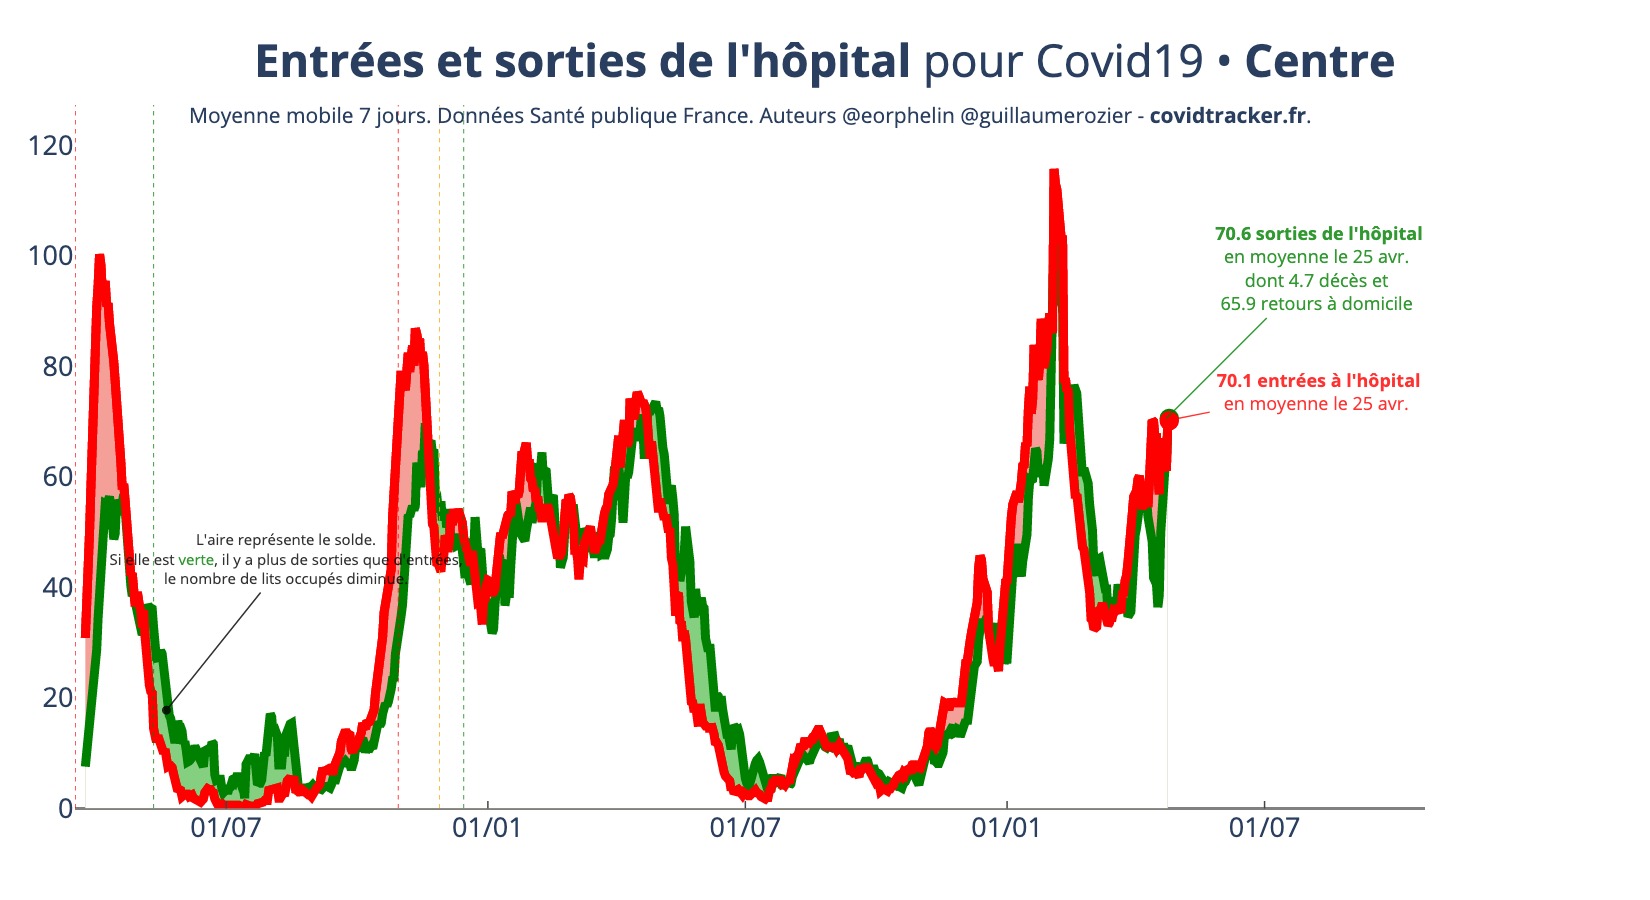 Entrées et sorties de l'hôpital pour Covid19 • Centre
Moyenne mobile 7 jours. Données Santé publique France. Auteurs @eorphelin @guillaumerozier - covidtracker.fr.
120
100
80
60
40
20
0
70.6 sorties de l'hôpital
en moyenne le 25 avr.
dont 4.7 décès et
65.9 retours à domicile
70.1 entrées à l'hôpital
en moyenne le 25 avr.
L'aire représente le solde.
Si elle est verte, il y a plus de sorties que d'entrées,
le nombre de lits occupés diminue
01/07
01/01
01/07
01/01
01/07